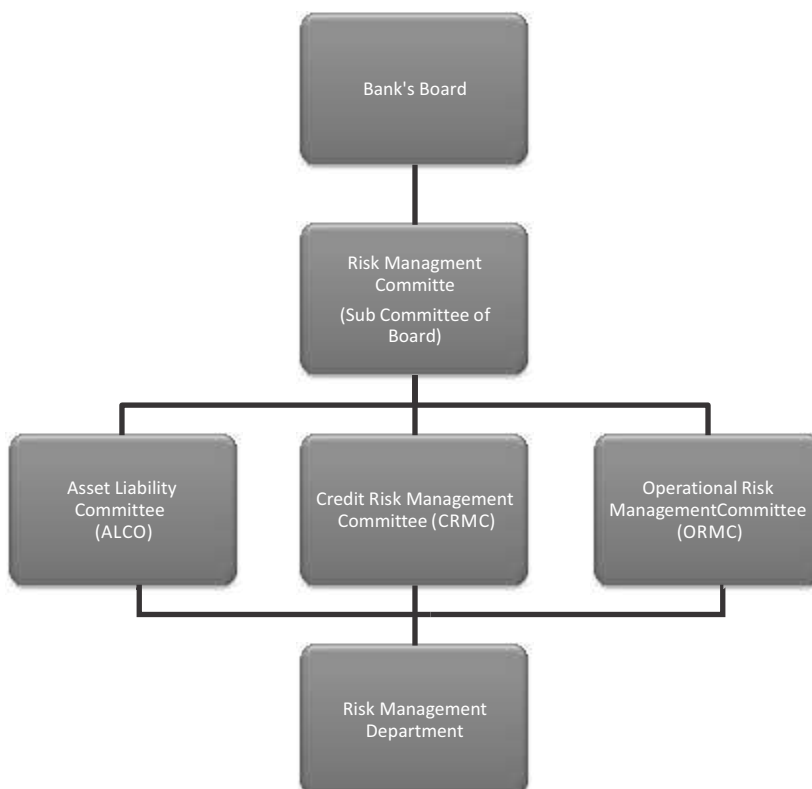 Bank's Board
Risk Managment
Committe
(Sub Committee of
Board)
Asset Liability
Committee
(ALCO)
Credit Risk Management
Committee (CRMC)
Operational Risk
ManagementCommittee
(ORMC)
Risk Management
Department